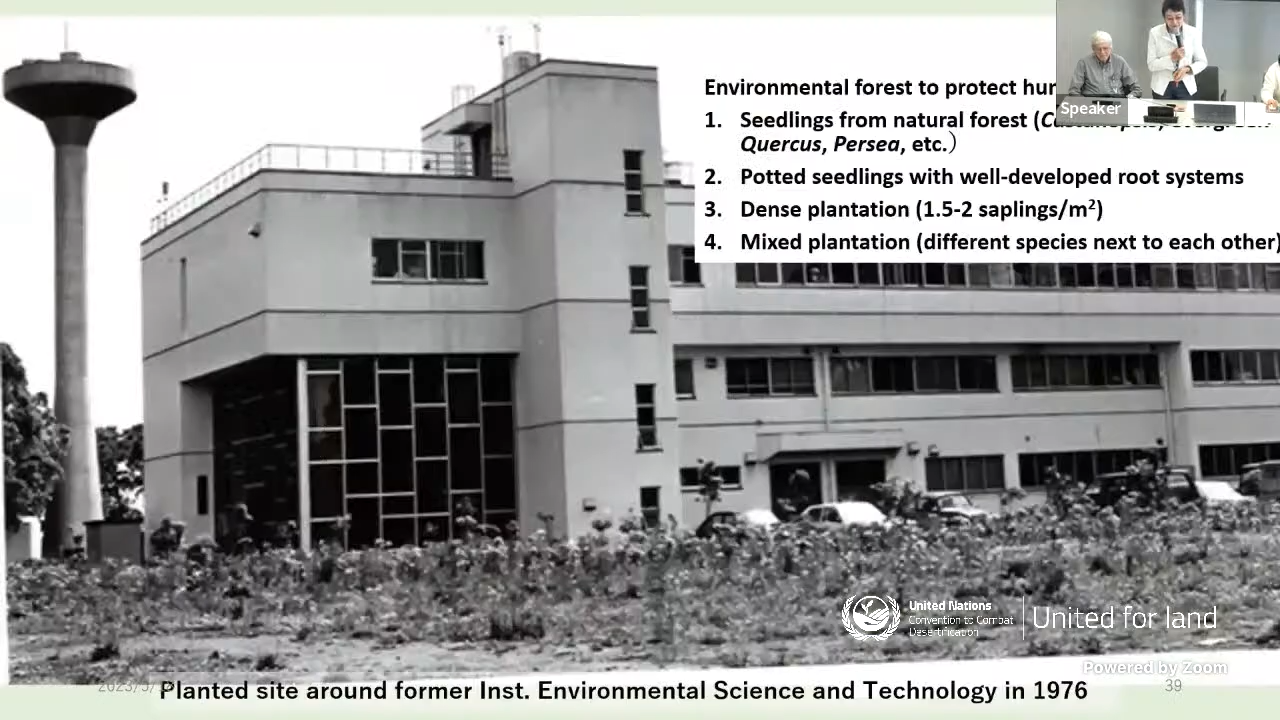 Environmental forest to protect
Speaker
1. Seedlings from natural forest (
Quercus, Persea, etc.)
2. Potted seedlings with well-developed root systems
3. Dense plantation (1.5-2 saplings/m²)
4. Mixed plantation (different species next to each other)
United Nations
Convention to Combat
Desertification
United for land
Powered by Zoom
Planted site around former Inst. Environmental Science and Technology in 1976
39